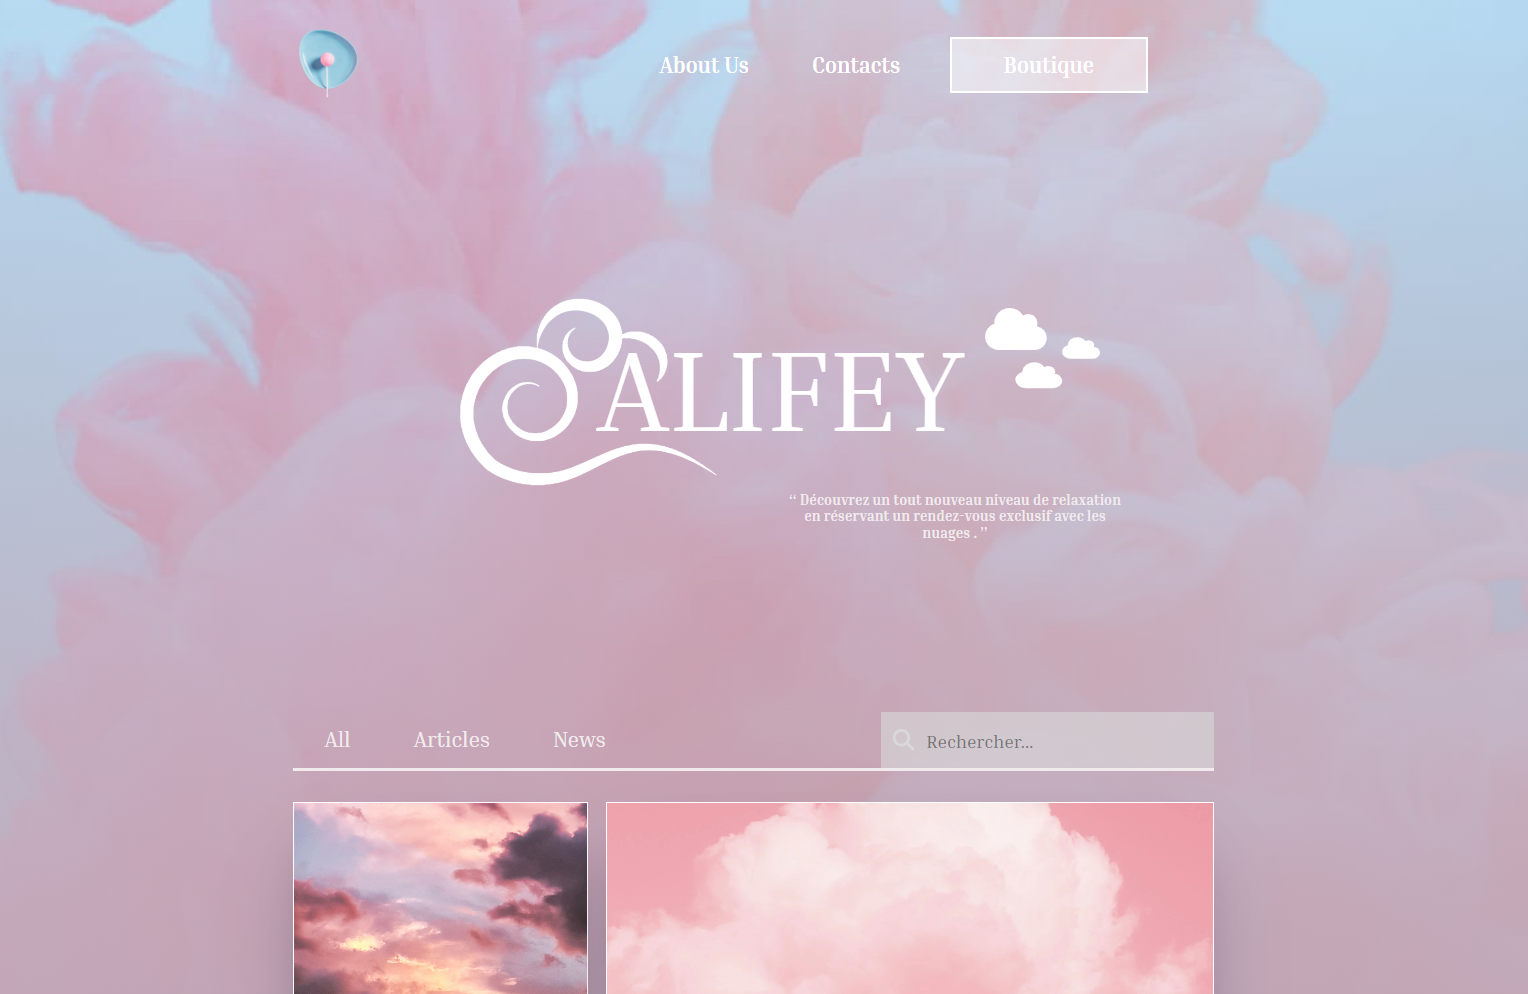 About Us
Contacts
Boutique
ALIFEY
“ Découvrez un tout nouveau niveau de relaxation
en réservant un rendez-vous exclusif avec les
nuages . ”
All
Articles
News
Rechercher...